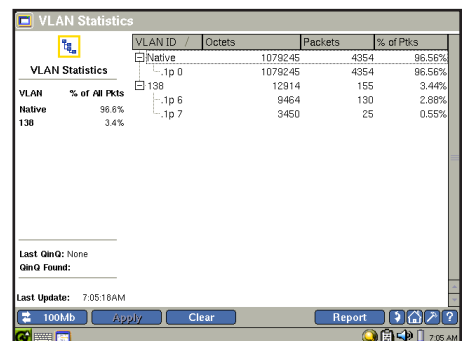 VLAN Statistics
VLAN Statistics
VLAN % of All Pkts
Native 96.6%
138 3.4%
Last QinQ: None
QinQ Found:
Last Update: 7:05:18AM
VLAN ID / Octets Packets % of Ptks
Native 1079245 4354 96.56%
.1p 0 1079245 4354 96.56%
138 12914 155 3.44%
.1p 6 9464 130 2.88%
.1p 7 3450 25 0.55%
100Mb Apply Clear Report ?
7:05 AM